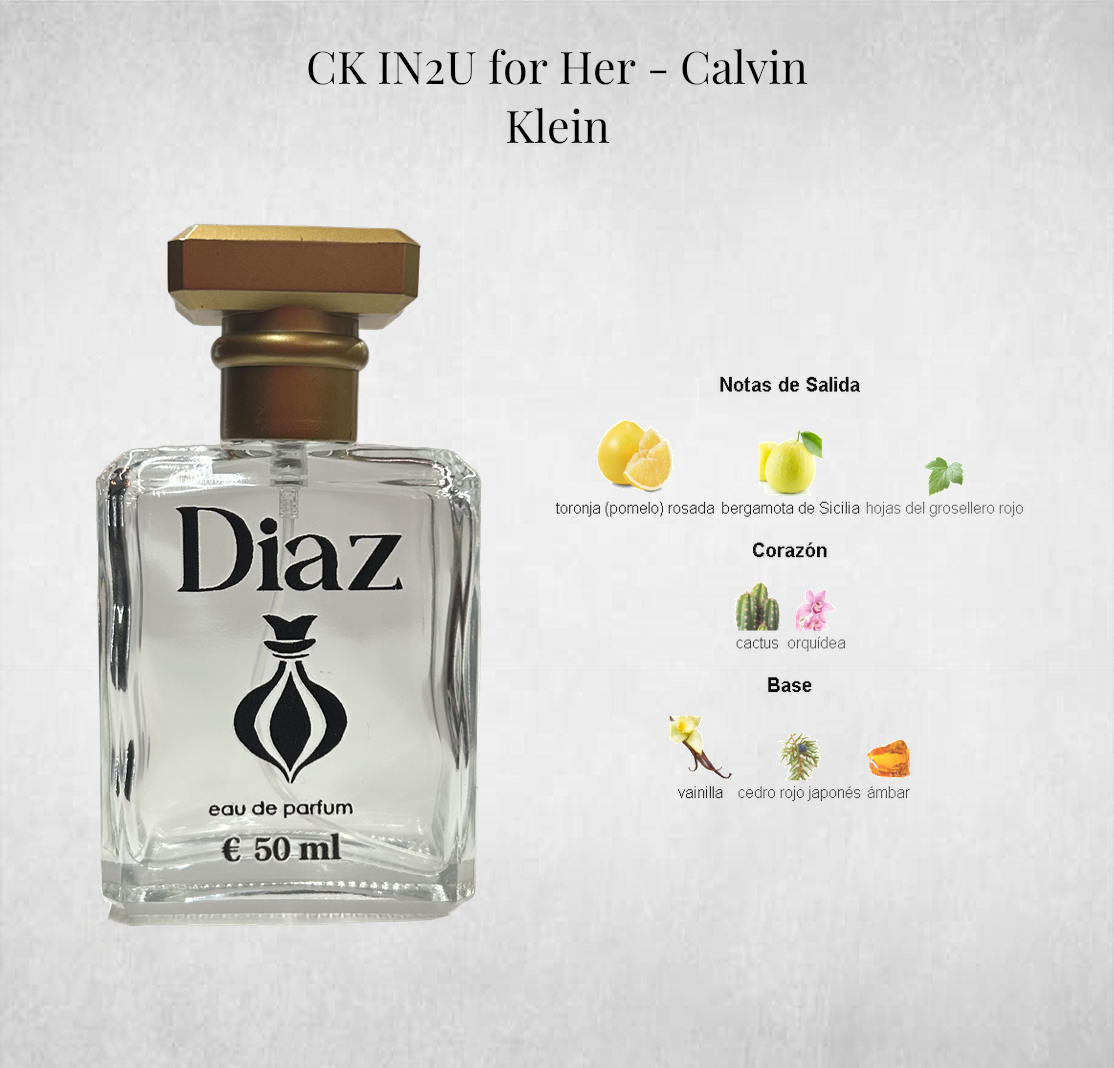 CK IN2U for Her - Calvin
Klein
Diaz
eau de parfum
€ 50 ml
Notas de Salida
toronja (pomelo) rosada bergamota de Sicilia hojas del grosellero rojo
Corazón
cactus orquídea
Base
vainilla cedro rojo japonés ámbar